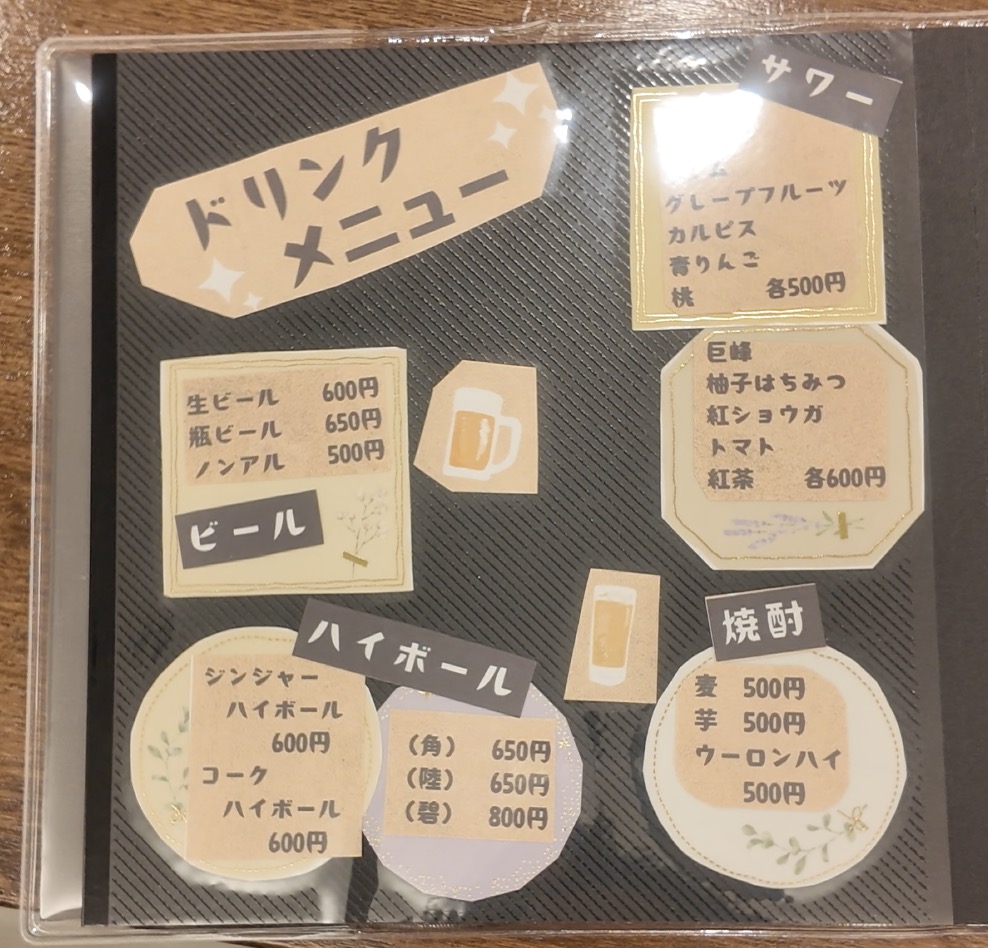 ドリンク
メニュー
生ビール 600円
瓶ビール 650円
ノンアル 500円
ビール
ハイボール
ジンジャー
ハイボール
600円
コーク
ハイボール
600円
(角) 650円
(陸) 650円
(碧) 800円
サワー
グレープフルーツ
カルピス
青りんご
桃 各500円
巨峰
柚子はちみつ
紅ショウガ
トマト
紅茶 各600円
焼酎
麦 500円
芋 500円
ウーロンハイ
500円